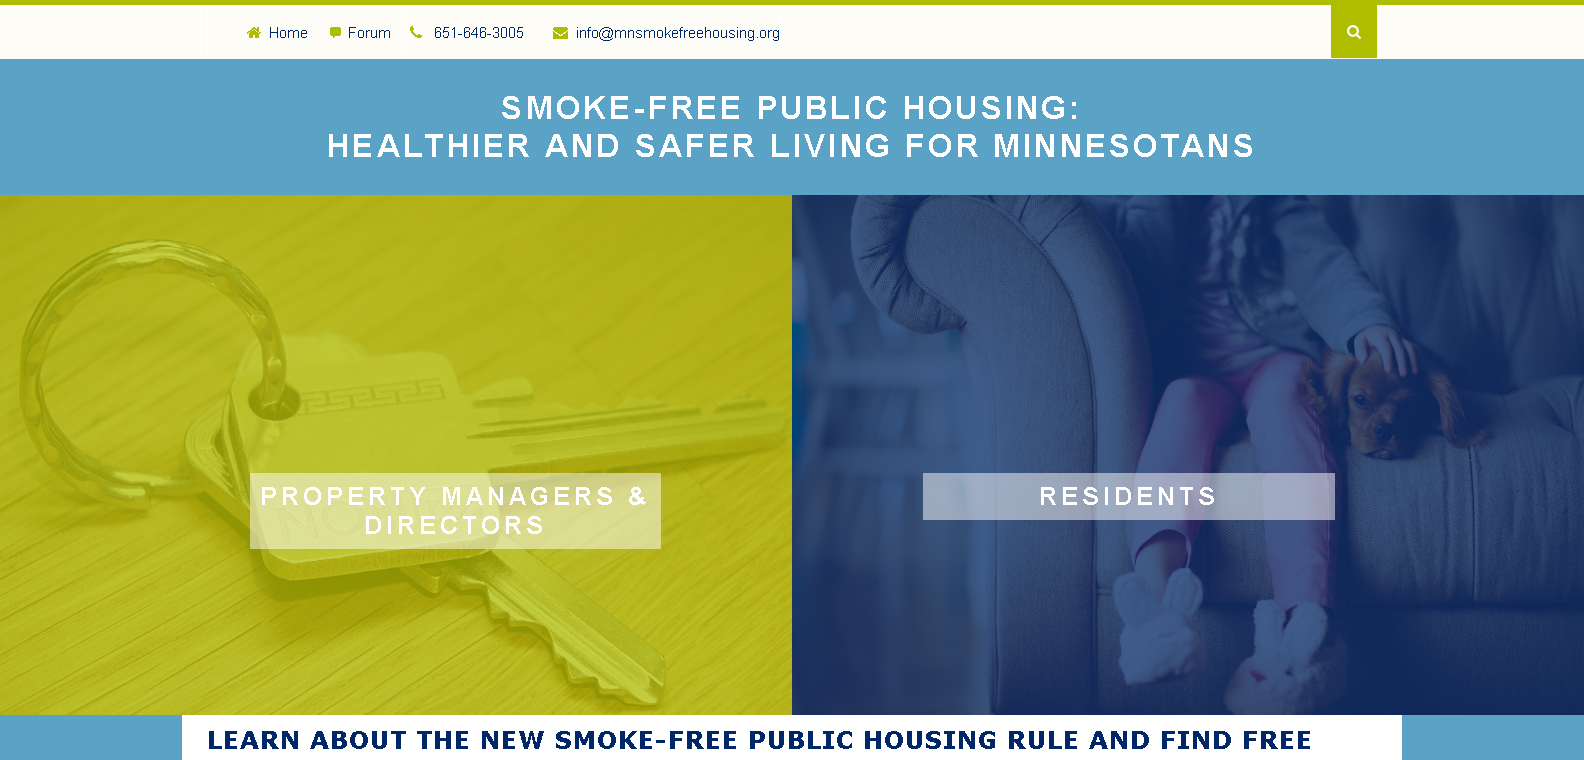 Home Forum 651-646-3005 info@mnsmokefreehousing.org
SMOKE-FREE PUBLIC HOUSING:
HEALTHIER AND SAFER LIVING FOR MINNESOTANS
PROPERTY MANAGERS &
DIRECTORS
RESIDENTS
LEARN ABOUT THE NEW SMOKE-FREE PUBLIC HOUSING RULE AND FIND FREE